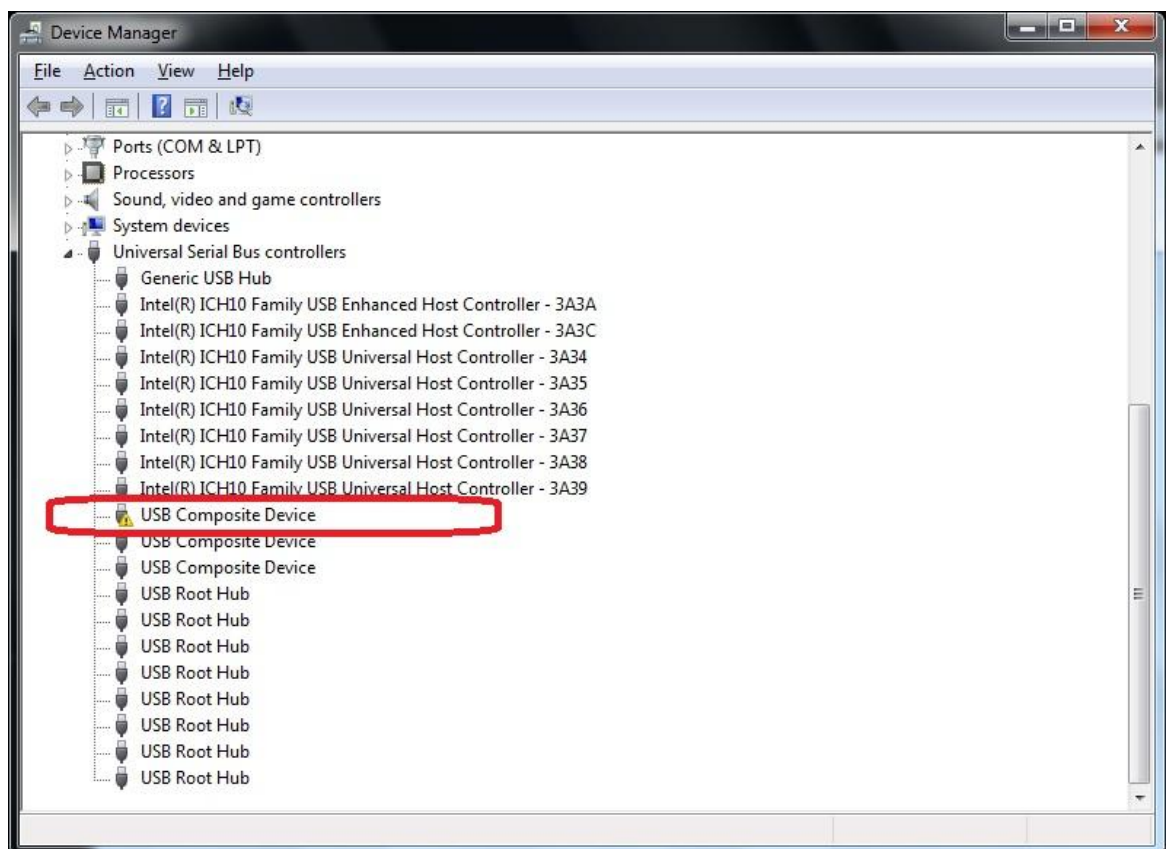 Device Manager
File Action View Help
Ports (COM & LPT)
Processors
Sound, video and game controllers
System devices
Universal Serial Bus controllers
Generic USB Hub
Intel(R) ICH10 Family USB Enhanced Host Controller - 3A3A
Intel(R) ICH10 Family USB Enhanced Host Controller - 3A3C
Intel(R) ICH10 Family USB Universal Host Controller - 3A34
Intel(R) ICH10 Family USB Universal Host Controller - 3A35
Intel(R) ICH10 Family USB Universal Host Controller - 3A36
Intel(R) ICH10 Family USB Universal Host Controller - 3A37
Intel(R) ICH10 Family USB Universal Host Controller - 3A38
Intel(R) ICH10 Family USB Universal Host Controller - 3A39
USB Composite Device
USB Composite Device
USB Composite Device
USB Root Hub
USB Root Hub
USB Root Hub
USB Root Hub
USB Root Hub
USB Root Hub
USB Root Hub
USB Root Hub